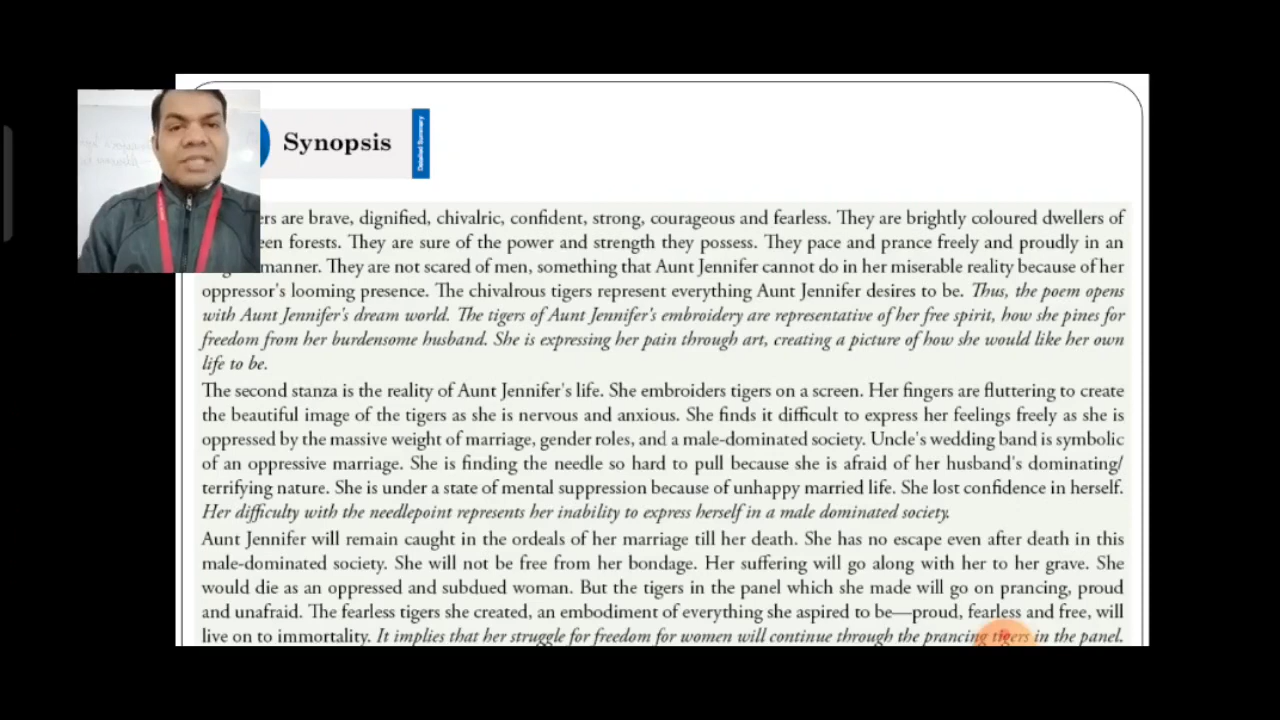 Synopsis
Detailed Summary
are brave, dignified, chivalric, confident, strong, courageous and fearless. They are brightly coloured dwellers of
forests. They are sure of the power and strength they possess. They pace and prance freely and proudly in an
manner. They are not scared of men, something that Aunt Jennifer cannot do in her miserable reality because of her
oppressor's looming presence. The chivalrous tigers represent everything Aunt Jennifer desires to be. Thus, the poem opens
with Aunt Jennifer's dream world. The tigers of Aunt Jennifer's embroidery are representative of her free spirit, how she pines for
freedom from her burdensome husband. She is expressing her pain through art, creating a picture of how she would like her own
life to be.
The second stanza is the reality of Aunt Jennifer's life. She embroiders tigers on a screen. Her fingers are fluttering to create
the beautiful image of the tigers as she is nervous and anxious. She finds it difficult to express her feelings freely as she is
oppressed by the massive weight of marriage, gender roles, and a male-dominated society. Uncle's wedding band is symbolic
of an oppressive marriage. She is finding the needle so hard to pull because she is afraid of her husband's dominating/
terrifying nature. She is under a state of mental suppression because of unhappy married life. She lost confidence in herself.
Her difficulty with the needlepoint represents her inability to express herself in a male dominated society.
Aunt Jennifer will remain caught in the ordeals of her marriage till her death. She has no escape even after death in this
male-dominated society. She will not be free from her bondage. Her suffering will go along with her to her grave. She
would die as an oppressed and subdued woman. But the tigers in the panel which she made will go on prancing, proud
and unafraid. The fearless tigers she created, an embodiment of everything she aspired to be—proud, fearless and free, will
live on to immortality. It implies that her struggle for freedom for women will continue through the prancing tigers in the panel.